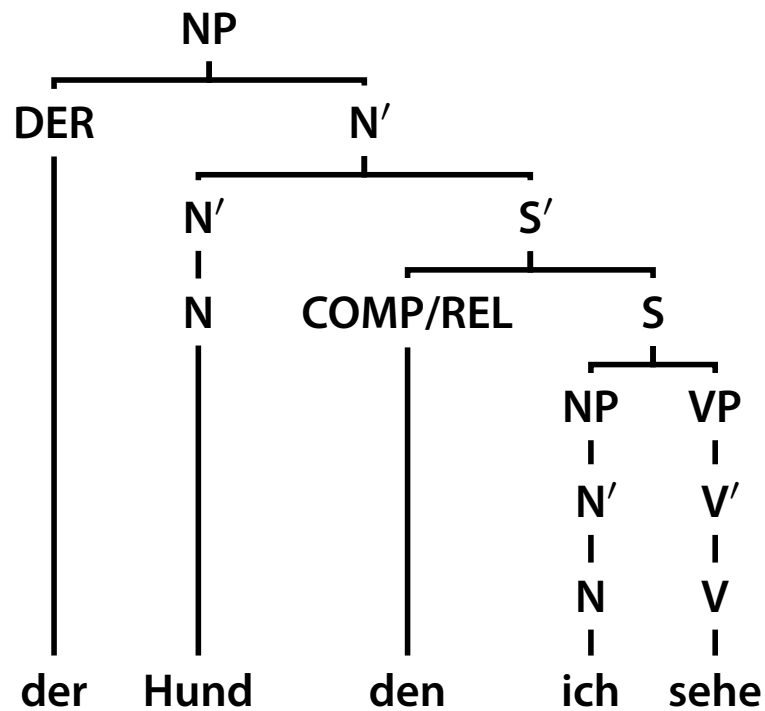 NP
DER N′
N′ S′
N COMP/REL S
NP VP
N′ V′
N V
der Hund den ich sehe